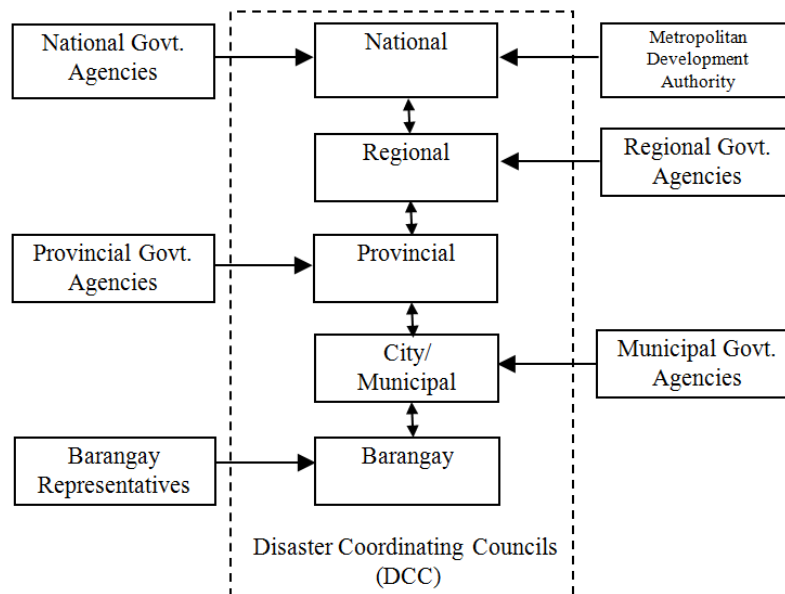 National Govt.
Agencies
National
Metropolitan
Development
Authority
Regional
Regional Govt.
Agencies
Provincial Govt.
Agencies
Provincial
City/
Municipal
Municipal Govt.
Agencies
Barangay
Representatives
Barangay
Disaster Coordinating Councils
(DCC)